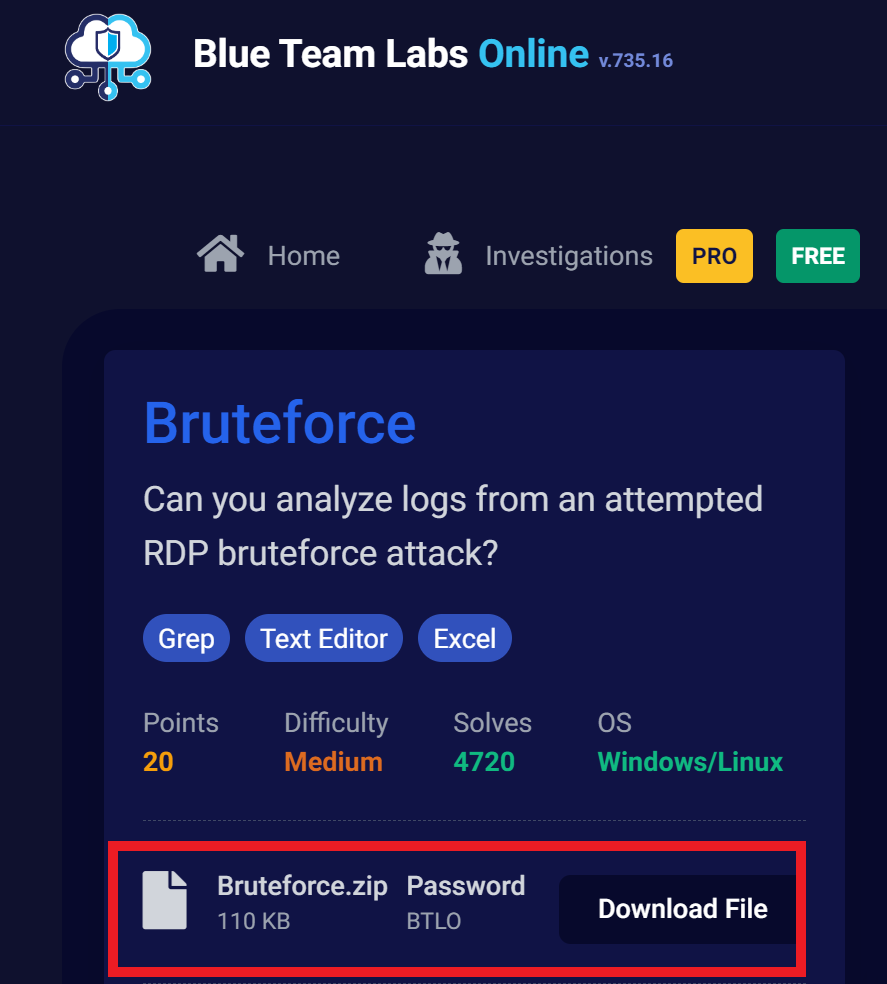 Blue Team Labs Online v.735.16
Home Investigations PRO FREE
Bruteforce
Can you analyze logs from an attempted
RDP bruteforce attack?
Grep Text Editor Excel
Points Difficulty Solves OS
20 Medium 4720 Windows/Linux
Bruteforce.zip Password Download File
110 KB BTLO